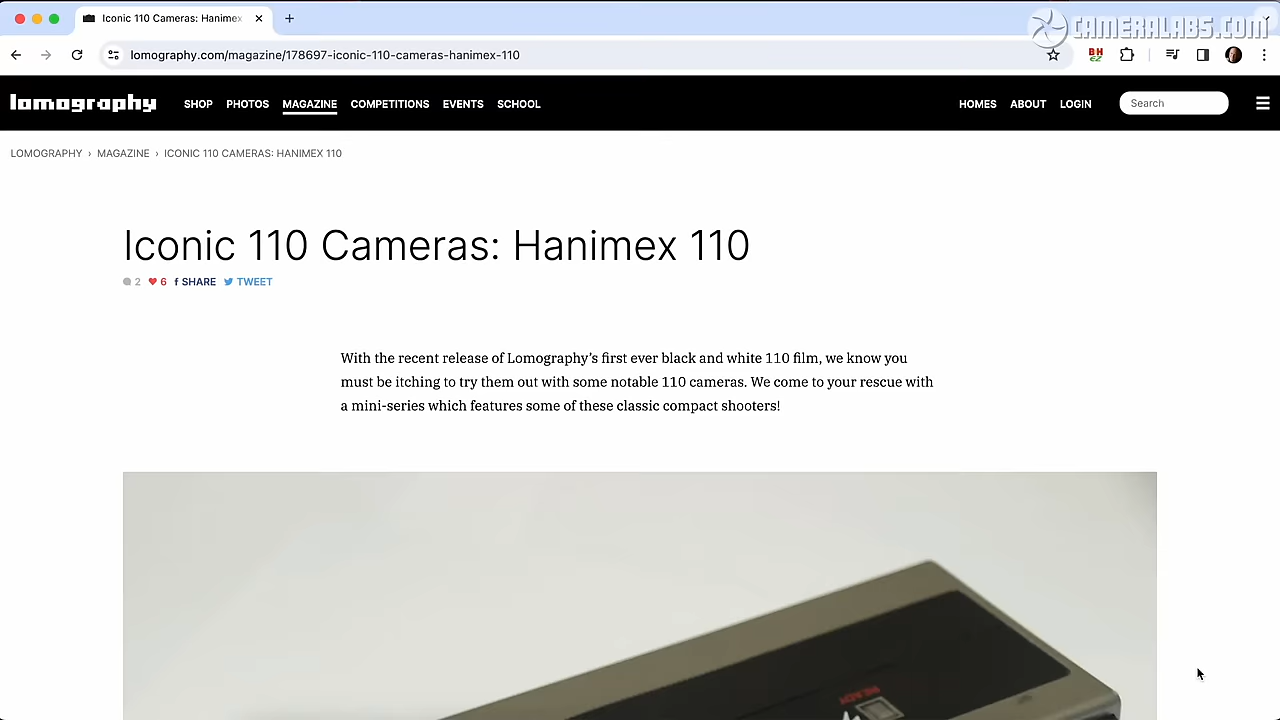 Iconic 110 Cameras: Hanimex
CAMERALABS.COM
lomography.com/magazine/178697-iconic-110-cameras-hanimex-110
BH
EZ
lomography SHOP PHOTOS MAGAZINE COMPETITIONS EVENTS SCHOOL HOMES ABOUT LOGIN Search
LOMOGRAPHY › MAGAZINE › ICONIC 110 CAMERAS: HANIMEX 110
Iconic 110 Cameras: Hanimex 110
2 6 f SHARE TWEET
With the recent release of Lomography’s first ever black and white 110 film, we know you
must be itching to try them out with some notable 110 cameras. We come to your rescue with
a mini-series which features some of these classic compact shooters!
READY